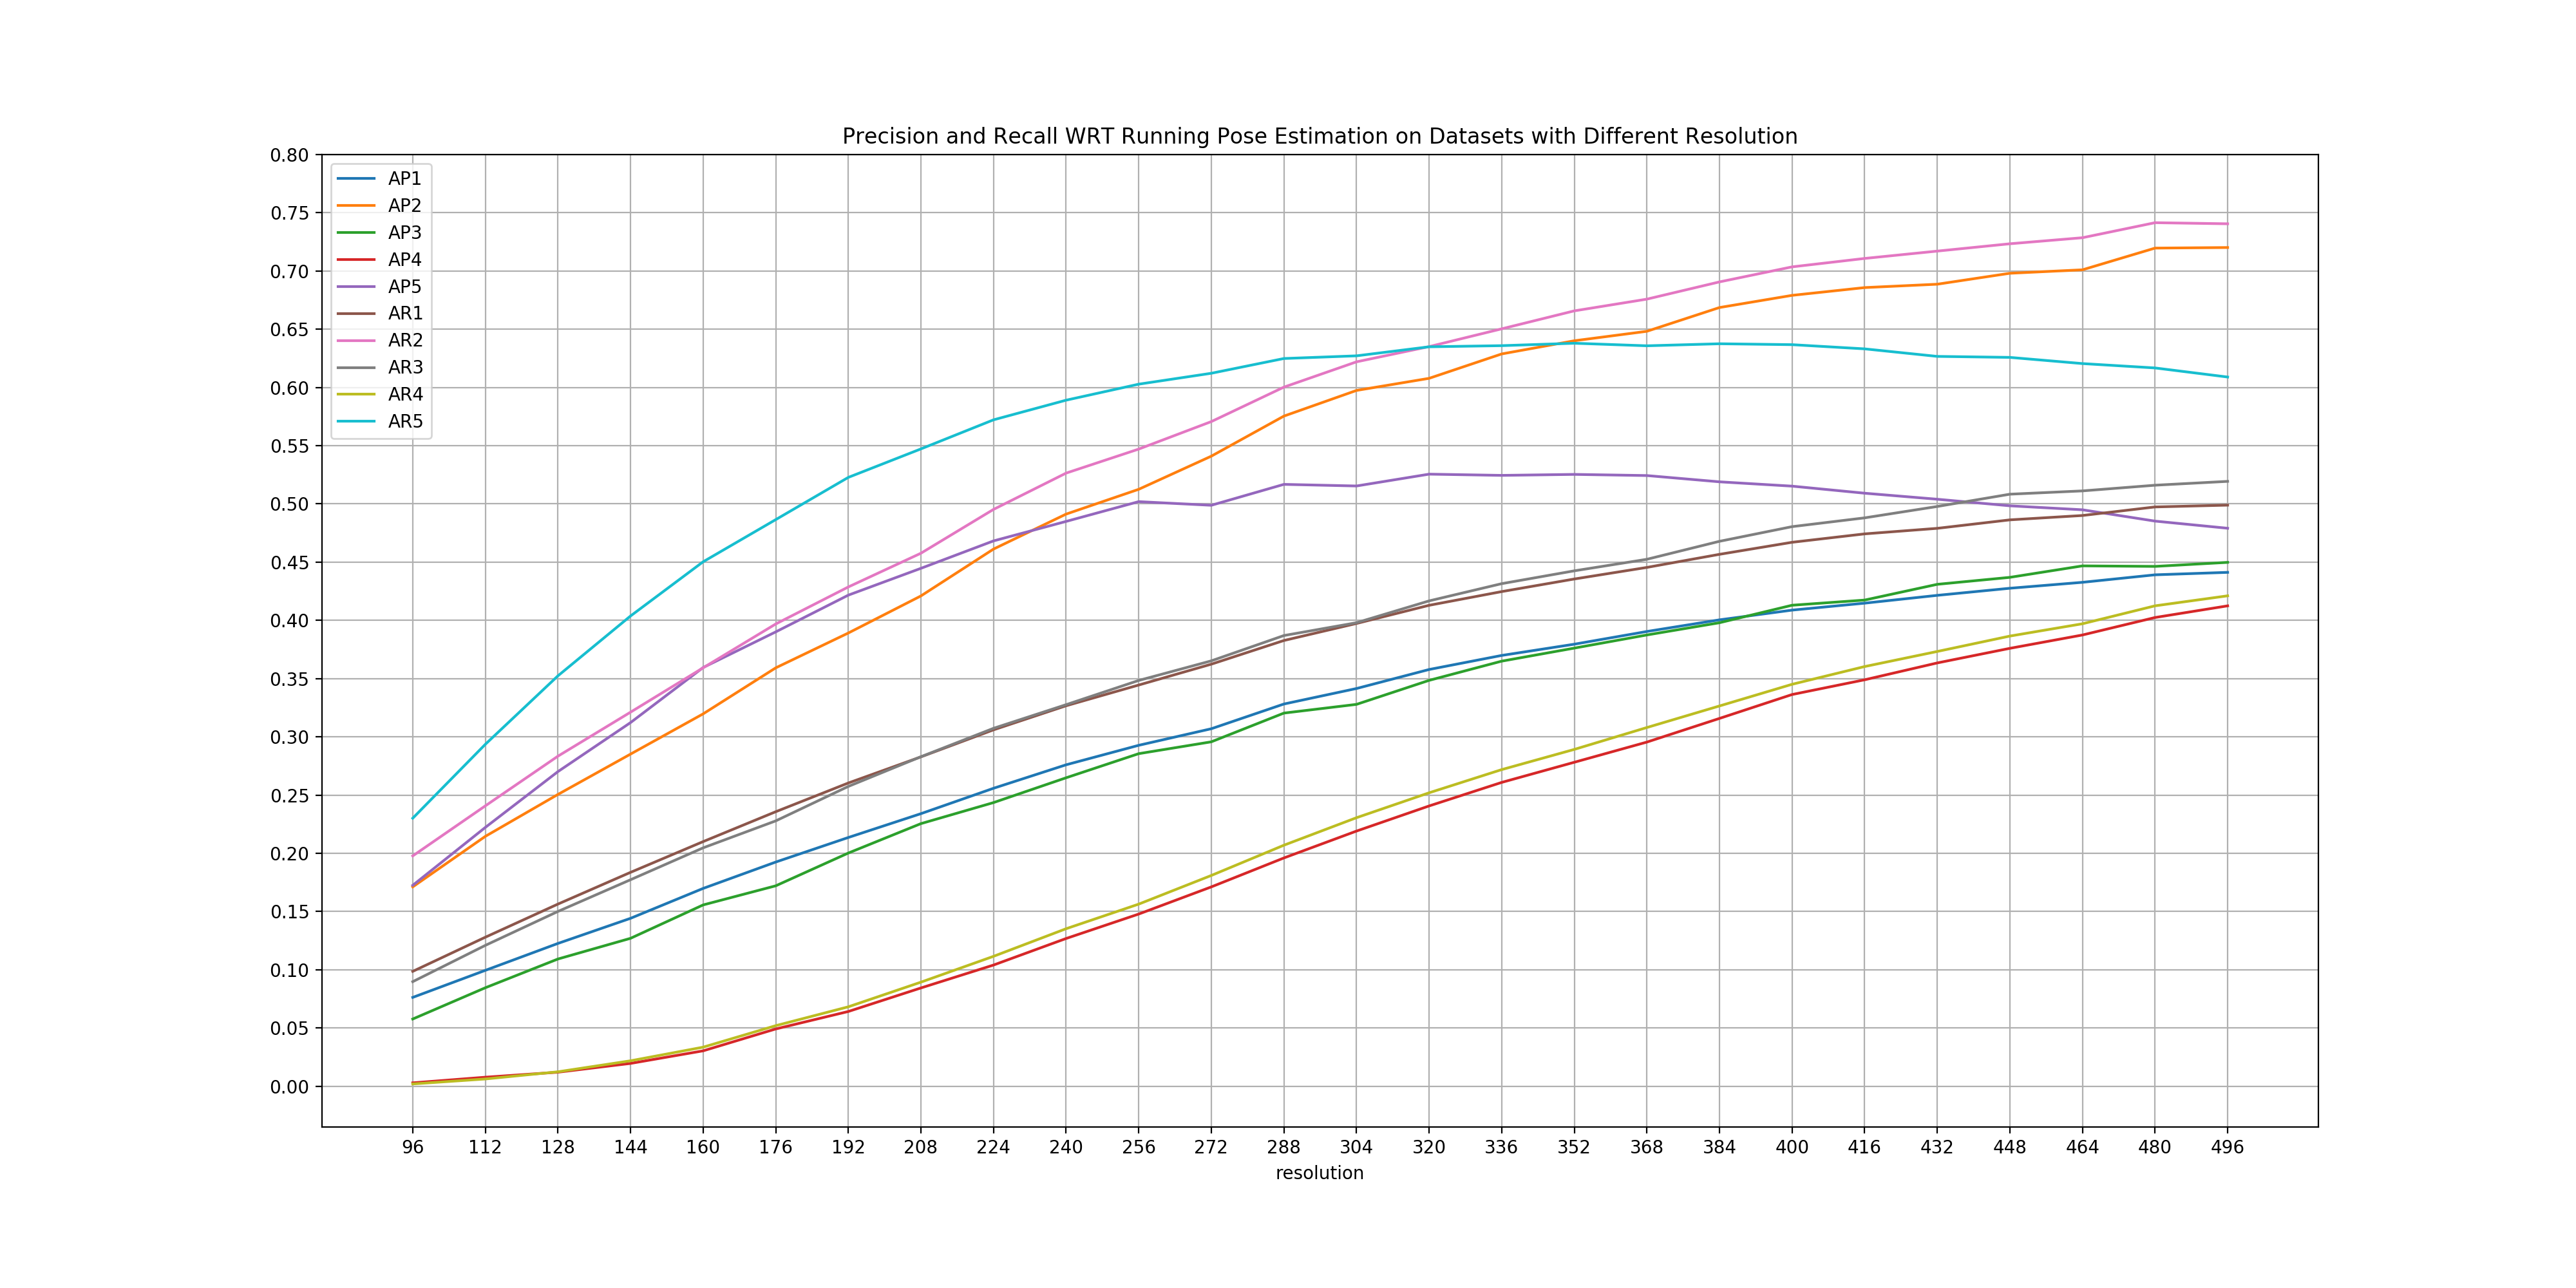 Precision and Recall WRT Running Pose Estimation on Datasets with Different Resolution
0.80
0.75
0.70
0.65
0.60
0.55
0.50
0.45
0.40
0.35
0.30
0.25
0.20
0.15
0.10
0.05
0.00
AP1
AP2
AP3
AP4
AP5
AR1
AR2
AR3
AR4
AR5
96 112 128 144 160 176 192 208 224 240 256 272 288 304 320 336 352 368 384 400 416 432 448 464 480 496
resolution